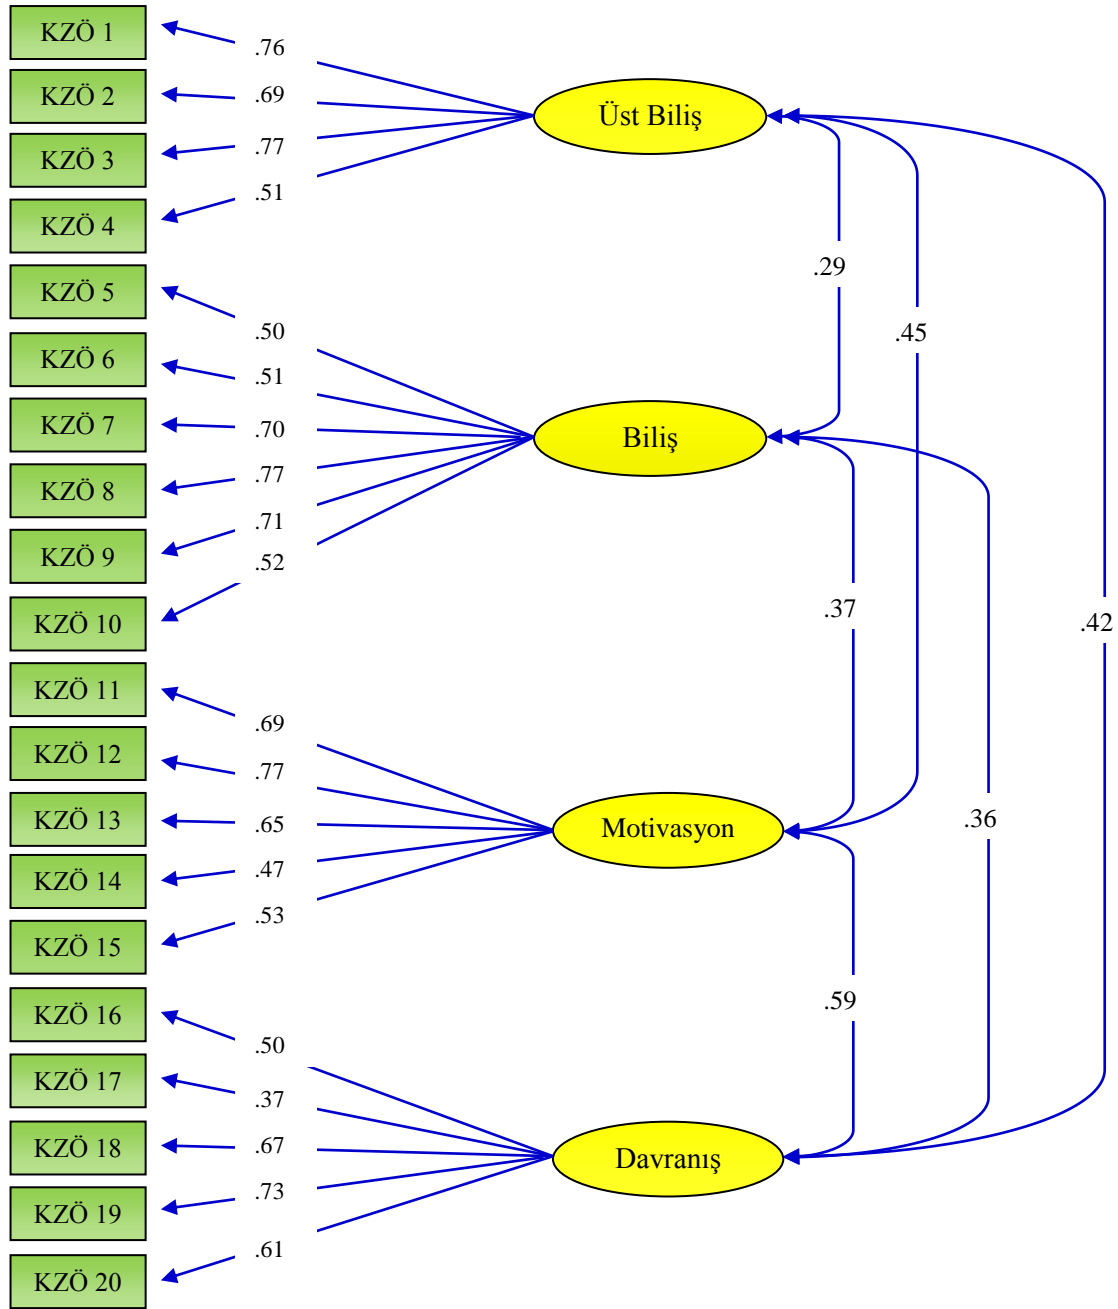 KZÖ 1
.76
KZÖ 2
.69
Üst Biliş
KZÖ 3
.77
KZÖ 4
.51
.29
KZÖ 5
.50
.45
KZÖ 6
.51
KZÖ 7
.70
Biliş
KZÖ 8
.77
KZÖ 9
.71
.52
KZÖ 10
.37
.42
KZÖ 11
.69
KZÖ 12
.77
KZÖ 13
.65
Motivasyon
.36
KZÖ 14
.47
KZÖ 15
.53
.59
KZÖ 16
.50
KZÖ 17
.37
KZÖ 18
.67
Davranış
KZÖ 19
.73
KZÖ 20
.61